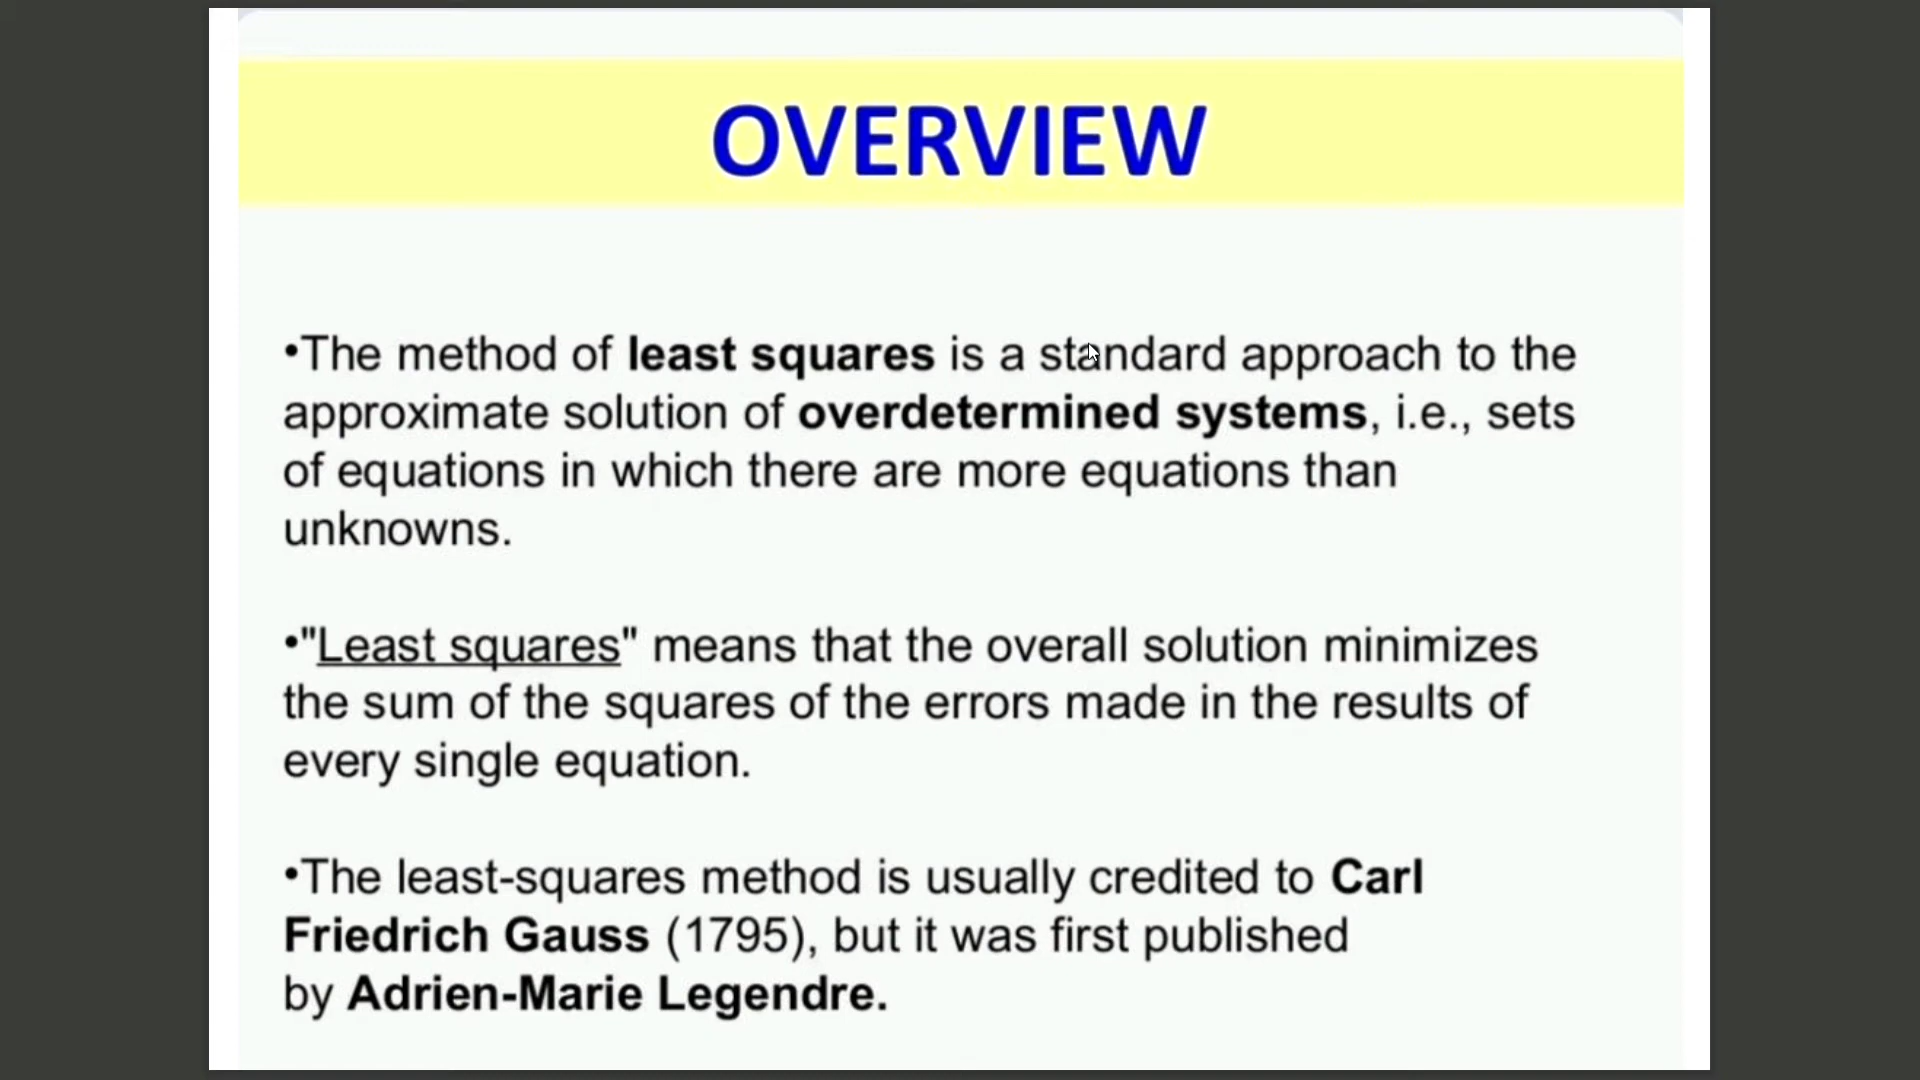 OVERVIEW
•The method of least squares is a standard approach to the
approximate solution of overdetermined systems, i.e., sets
of equations in which there are more equations than
unknowns.
•"Least squares" means that the overall solution minimizes
the sum of the squares of the errors made in the results of
every single equation.
•The least-squares method is usually credited to Carl
Friedrich Gauss (1795), but it was first published
by Adrien-Marie Legendre.